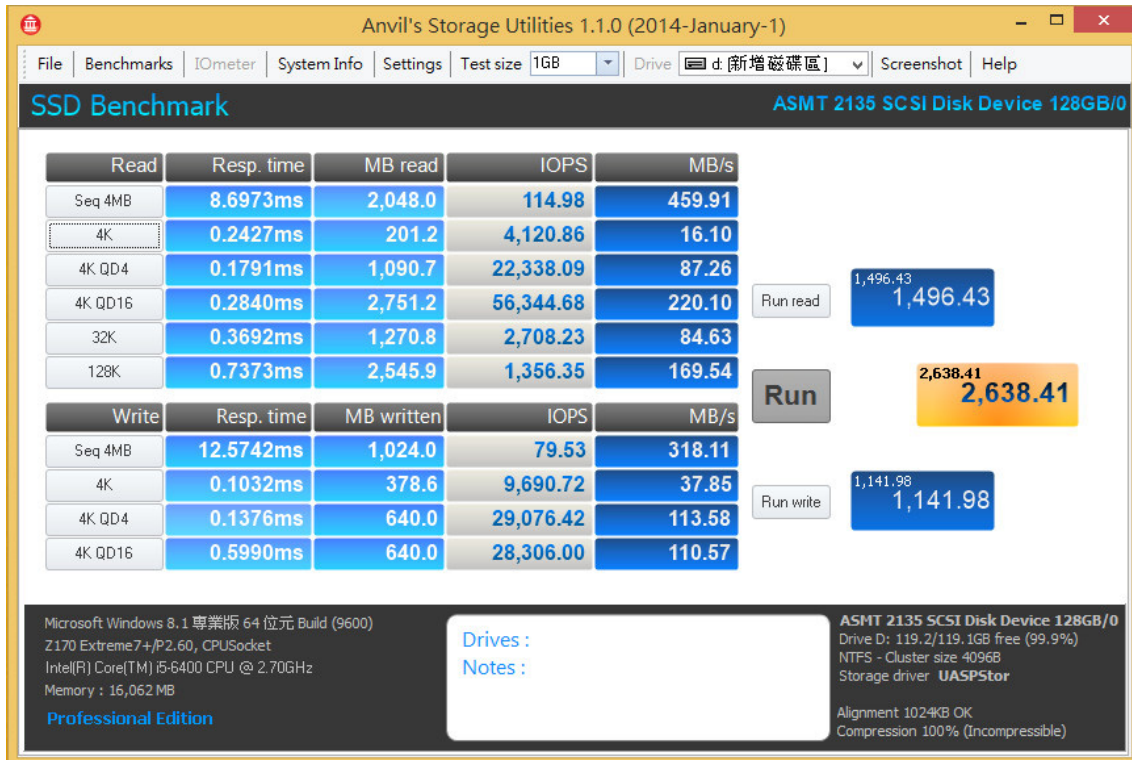 Anvil's Storage Utilities 1.1.0 (2014-January-1)
File Benchmarks IOmeter System Info Settings Test size 1GB Drive d: [新增磁碟區] Screenshot Help
SSD Benchmark ASMT 2135 SCSI Disk Device 128GB/0
Read Resp. time MB read IOPS MB/s
Seq 4MB 8.6973ms 2,048.0 114.98 459.91
4K 0.2427ms 201.2 4,120.86 16.10
4K QD4 0.1791ms 1,090.7 22,338.09 87.26
4K QD16 0.2840ms 2,751.2 56,344.68 220.10
32K 0.3692ms 1,270.8 2,708.23 84.63
128K 0.7373ms 2,545.9 1,356.35 169.54
Run read
1,496.43
1,496.43
Run
2,638.41
2,638.41
Write Resp. time MB written IOPS MB/s
Seq 4MB 12.5742ms 1,024.0 79.53 318.11
4K 0.1032ms 378.6 9,690.72 37.85
4K QD4 0.1376ms 640.0 29,076.42 113.58
4K QD16 0.5990ms 640.0 28,306.00 110.57
Run write
1,141.98
1,141.98
Microsoft Windows 8.1 專業版 64 位元 Build (9600)
Z170 Extreme7+/P2.60, CPUSocket
Intel(R) Core(TM) i5-6400 CPU @ 2.70GHz
Memory : 16,062 MB
Professional Edition
Drives :
Notes :
ASMT 2135 SCSI Disk Device 128GB/0
Drive D: 119.2/119.1GB free (99.9%)
NTFS - Cluster size 4096B
Storage driver UASPStor
Alignment 1024KB OK
Compression 100% (Incompressible)